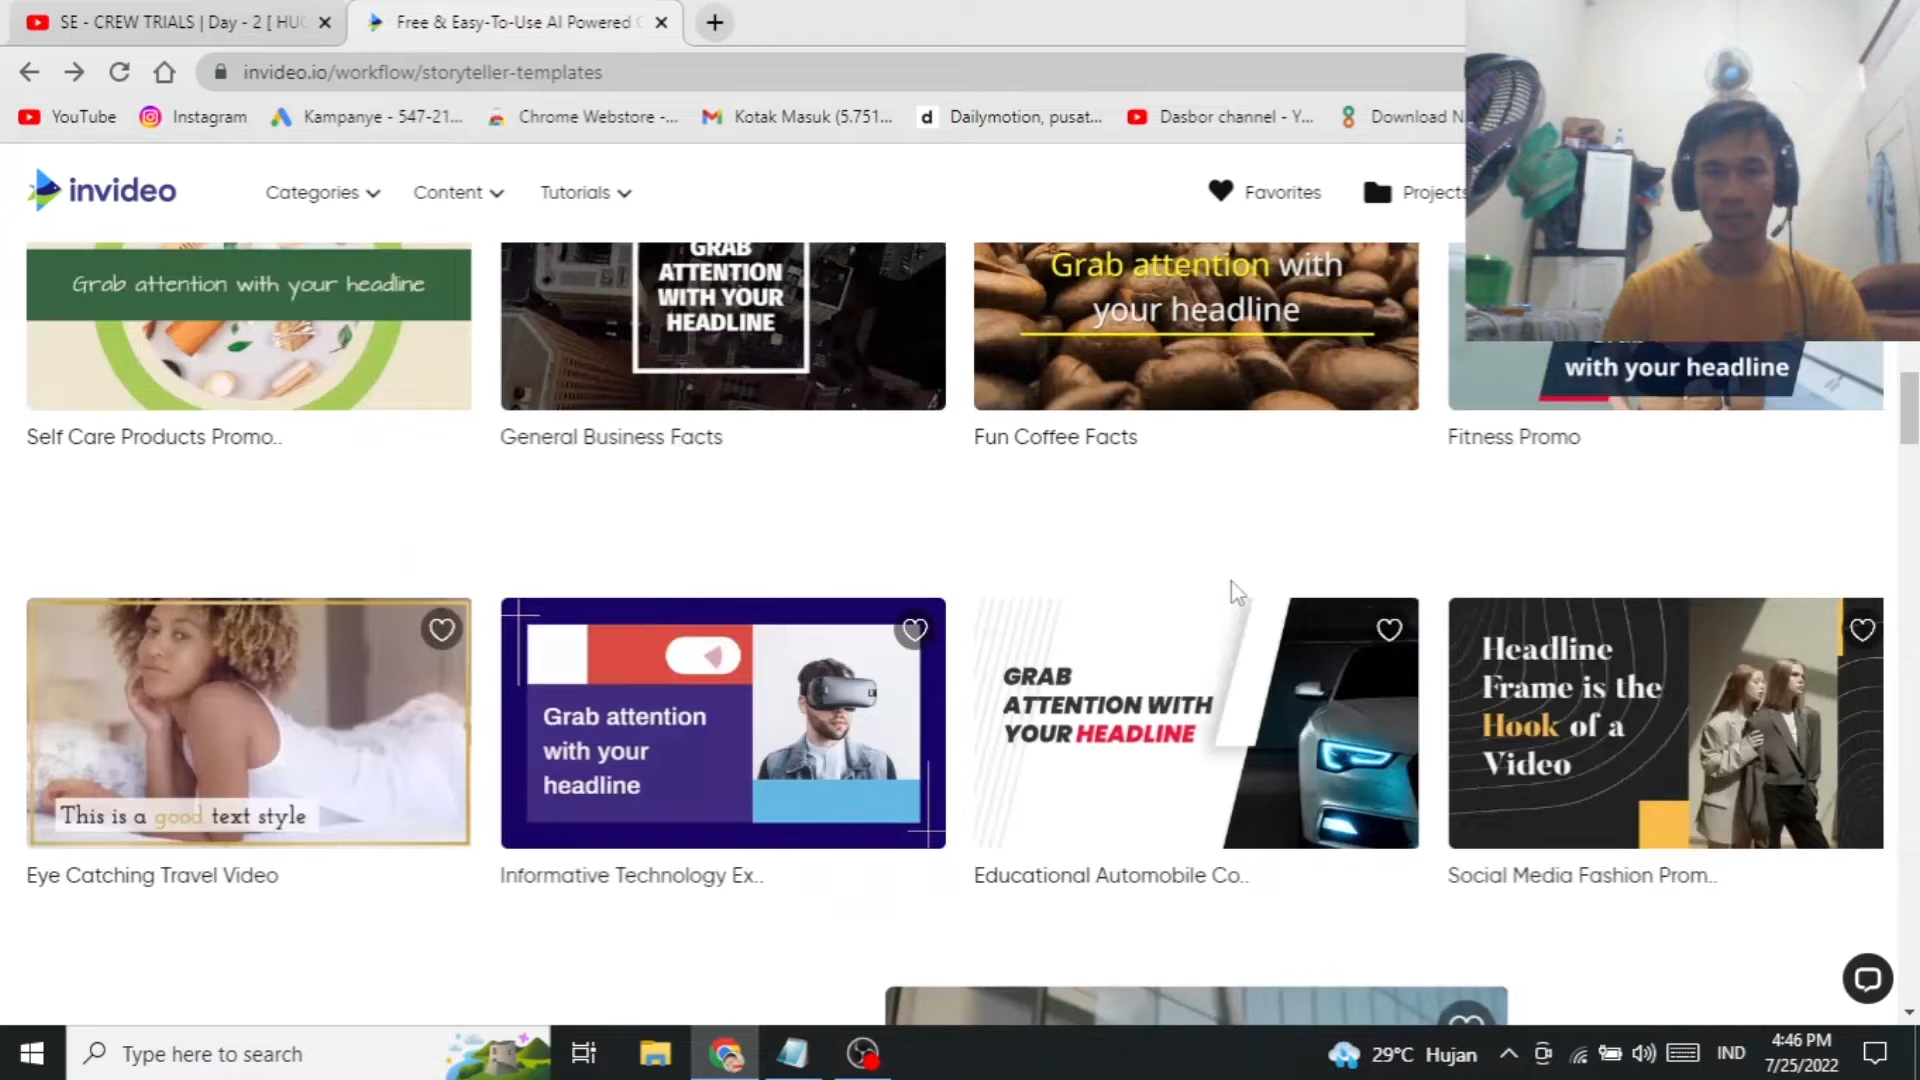 SE - CREW TRIALS | Day - 2 [ HUC
Free & Easy-To-Use AI Powered
invideo.io/workflow/storyteller-templates
YouTube
Instagram
Kampanye - 547-21...
Chrome Webstore -...
Kotak Masuk (5.751...
d
Dailymotion, pusat...
Dasbor channel - Y...
Download N
invideo
Categories
Content
Tutorials
Favorites
Projects
Grab attention with your headline
GRAB
ATTENTION
WITH YOUR
HEADLINE
Grab attention with
your headline
with your headline
Self Care Products Promo..
General Business Facts
Fun Coffee Facts
Fitness Promo
This is a good text style
Grab attention
with your
headline
GRAB
ATTENTION WITH
YOUR HEADLINE
Headline
Frame is the
Hook of a
Video
Eye Catching Travel Video
Informative Technology Ex..
Educational Automobile Co..
Social Media Fashion Prom..
Type here to search
29°C Hujan
IND
4:46 PM
7/25/2022